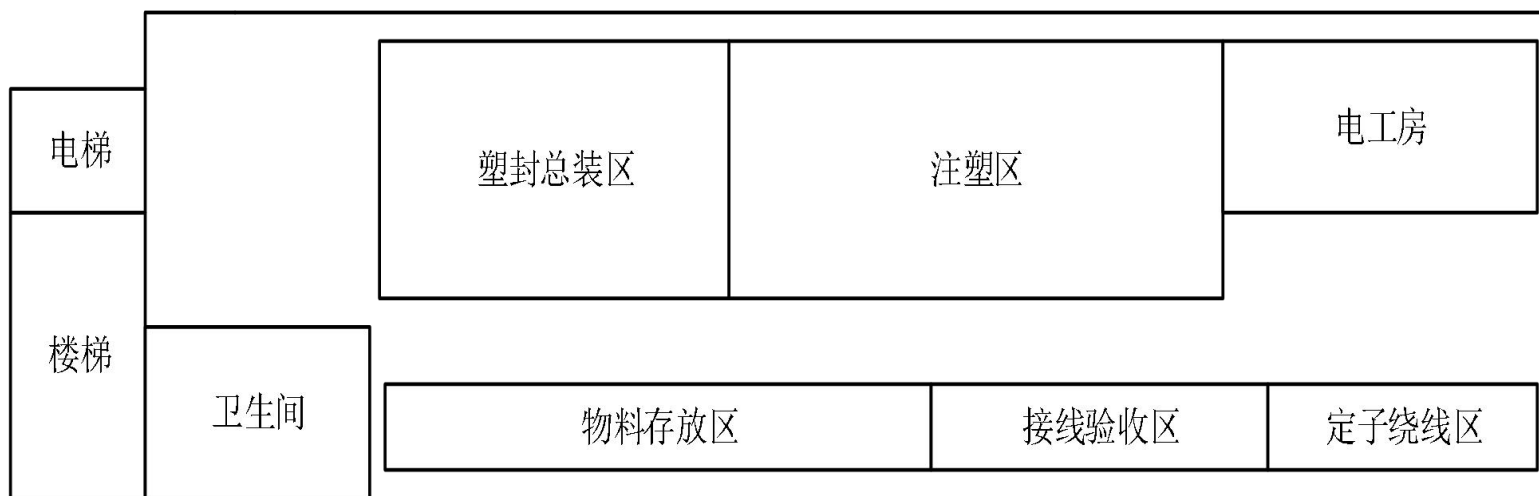 电梯
塑封总装区
注塑区
电工房
楼梯
卫生间
物料存放区
接线验收区
定子绕线区